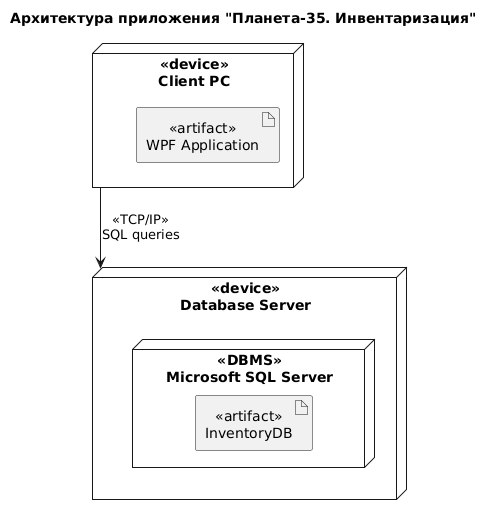 Архитектура приложения "Планета-35. Инвентаризация"
«device»
Client PC
«artifact»
WPF Application
«TCP/IP»
SQL queries
«device»
Database Server
«DBMS»
Microsoft SQL Server
«artifact»
InventoryDB